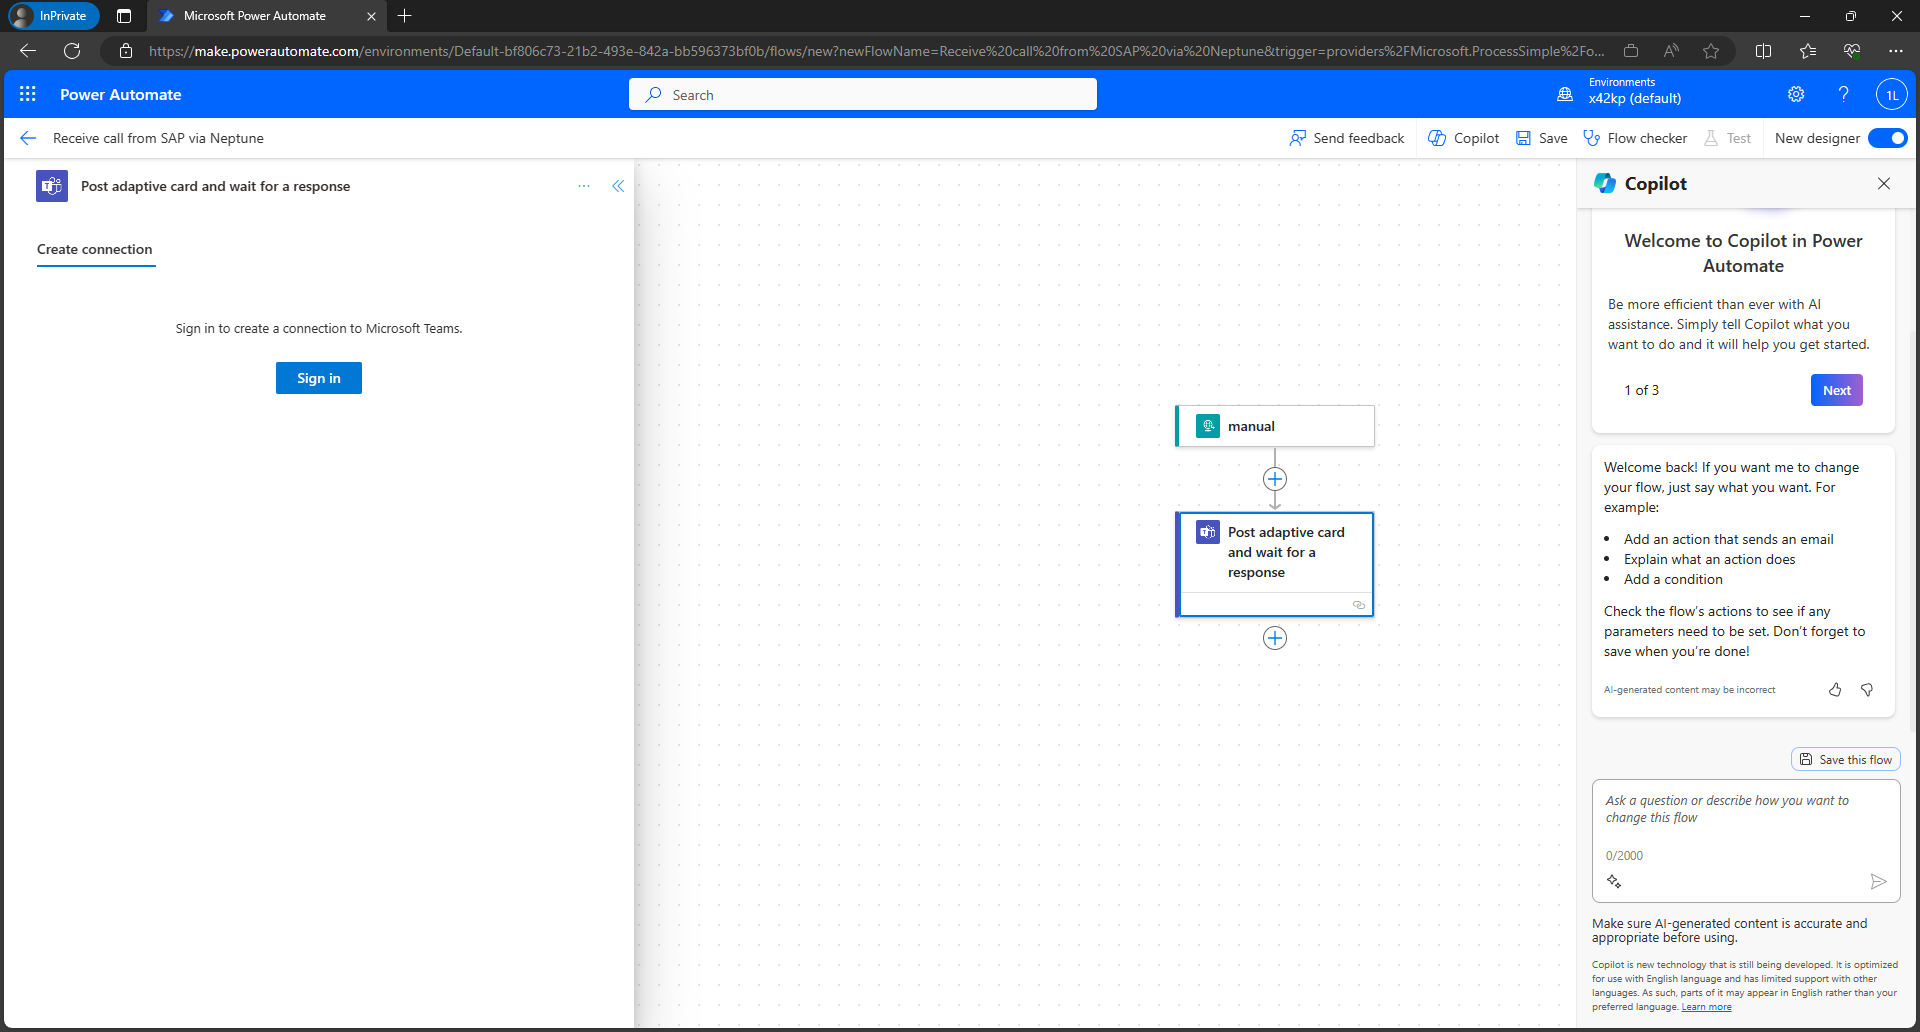 InPrivate
Microsoft Power Automate
https://make.powerautomate.com/environments/Default-bf806c73-21b2-493e-842a-bb596373bf0b/flows/new?newFlowName=Receive%20call%20from%20SAP%20via%20Neptune&trigger=providers%2FMicrosoft.ProcessSimple%2Fo...
Power Automate
Search
Environments
x42kp (default)
1L
Receive call from SAP via Neptune
Send feedback
Copilot
Save
Flow checker
Test
New designer
Post adaptive card and wait for a response
Create connection
Sign in to create a connection to Microsoft Teams.
Sign in
manual
Post adaptive card
and wait for a
response
Copilot
Welcome to Copilot in Power
Automate
Be more efficient than ever with AI
assistance. Simply tell Copilot what you
want to do and it will help you get started.
1 of 3
Next
Welcome back! If you want me to change
your flow, just say what you want. For
example:
• Add an action that sends an email
• Explain what an action does
• Add a condition
Check the flow's actions to see if any
parameters need to be set. Don't forget to
save when you're done!
AI-generated content may be incorrect
Save this flow
Ask a question or describe how you want to
change this flow
0/2000
Make sure AI-generated content is accurate and
appropriate before using.
Copilot is new technology that is still being developed. It is optimized
for use with English language and has limited support with other
languages. As such, parts of it may appear in English rather than your
preferred language. Learn more